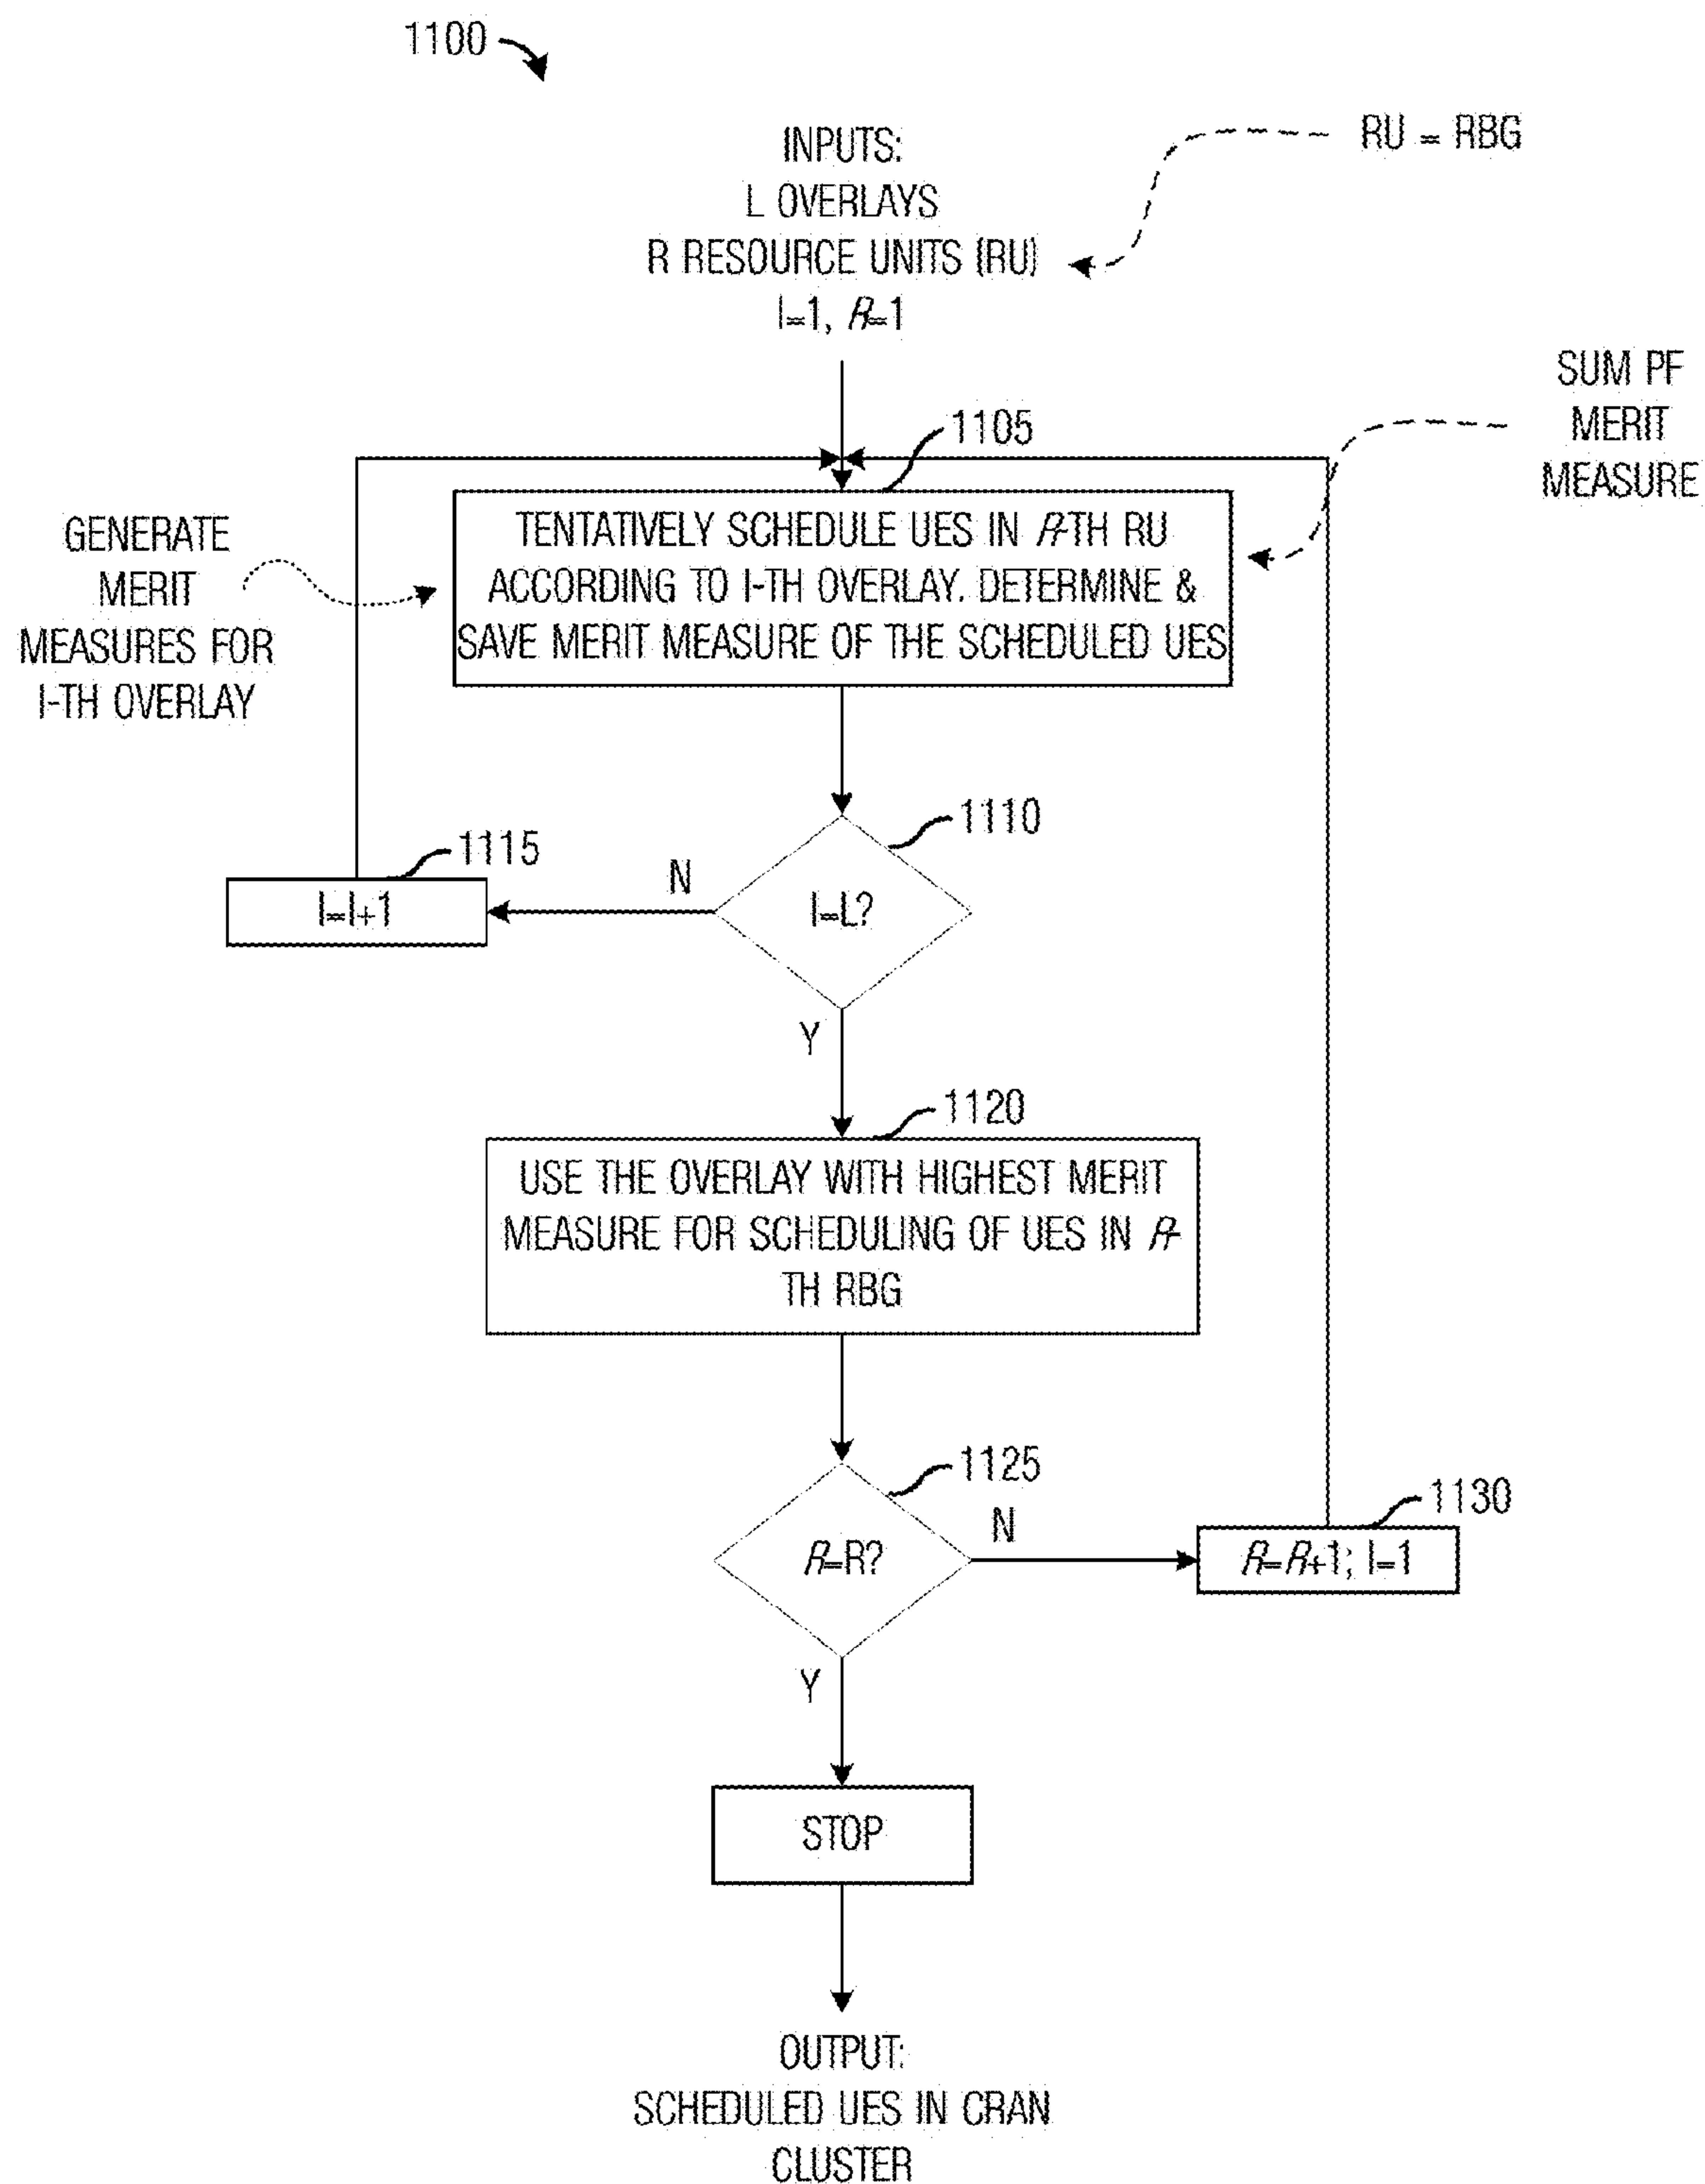 1100
INPUTS:
L OVERLAYS
R RESOURCE UNITS (RU)
I=1, R=1
RU = RBG
SUM PF
MERIT
MEASURE
1105
GENERATE
MERIT
MEASURES FOR
I-TH OVERLAY
TENTATIVELY SCHEDULE UES IN R-TH RU
ACCORDING TO I-TH OVERLAY. DETERMINE &
SAVE MERIT MEASURE OF THE SCHEDULED UES
1110
I=L?
N
1115
I=I+1
Y
1120
USE THE OVERLAY WITH HIGHEST MERIT
MEASURE FOR SCHEDULING OF UES IN R-
TH RBG
1125
R=R?
N
1130
R=R+1; I=1
Y
STOP
OUTPUT:
SCHEDULED UES IN CRAN
CLUSTER